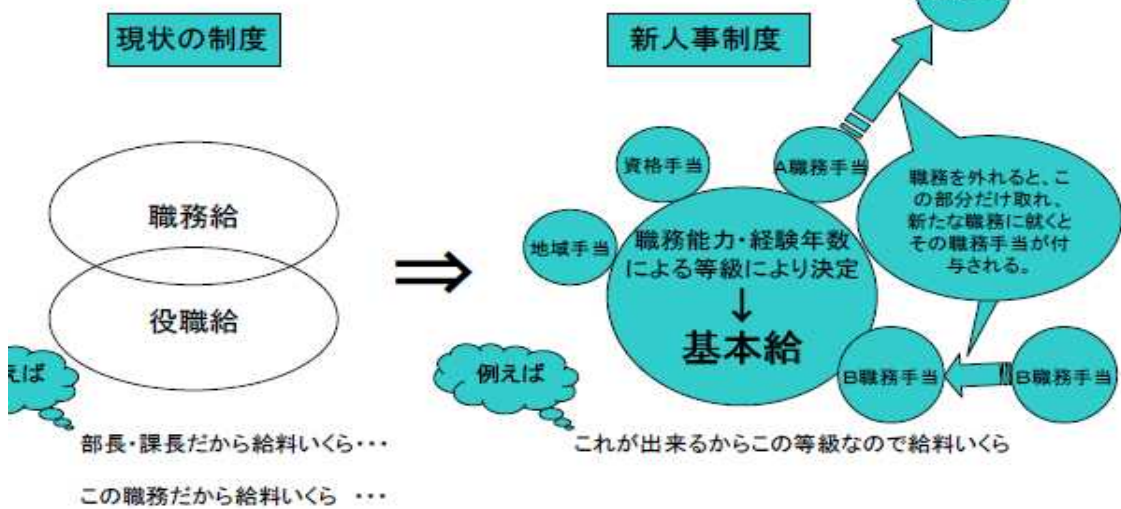 現状の制度
職務給
役職給
えば
部長・課長だから給料いくら・・・
この職務だから給料いくら ・・・
⇒
新人事制度
資格手当
A職務手当
地域手当
職務能力・経験年数
による等級により決定
↓
基本給
職務を外れると、こ
の部分だけ取れ、
新たな職務に就くと
その職務手当が付
与される。
B職務手当
B職務手当
例えば
これが出来るからこの等級なので給料いくら